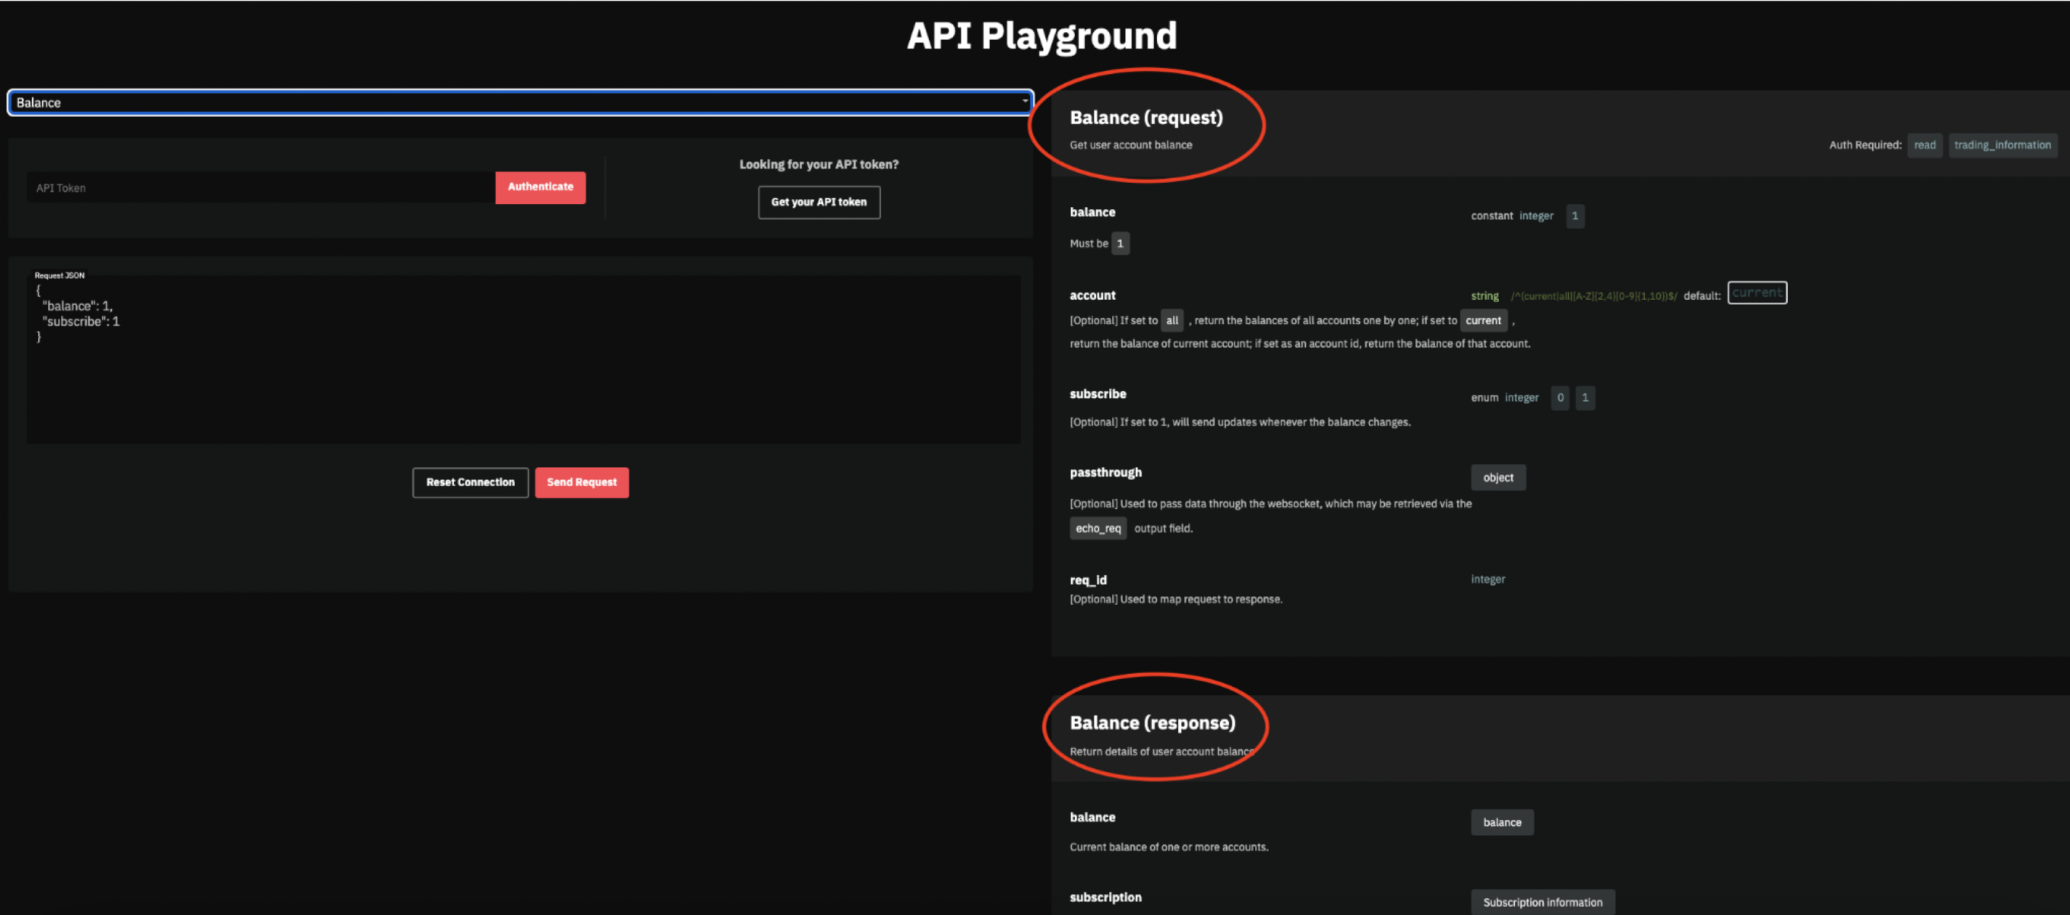 API Playground
Balance
API Token
Authenticate
Looking for your API token?
Get your API token
Request JSON
{
"balance": 1,
"subscribe": 1
}
Reset Connection
Send Request
Balance (request)
Get user account balance
Auth Required: read trading_information
balance
constant integer 1
Must be 1
account
string /^(current|all|[A-Z]{2,4}[0-9]{1,10})$/ default: current
[Optional] If set to all , return the balances of all accounts one by one; if set to current ,
return the balance of current account; if set as an account id, return the balance of that account.
subscribe
enum integer 0 1
[Optional] If set to 1, will send updates whenever the balance changes.
passthrough
object
[Optional] Used to pass data through the websocket, which may be retrieved via the
echo_req output field.
req_id
integer
[Optional] Used to map request to response.
Balance (response)
Return details of user account balance
balance
balance
Current balance of one or more accounts.
subscription
Subscription information